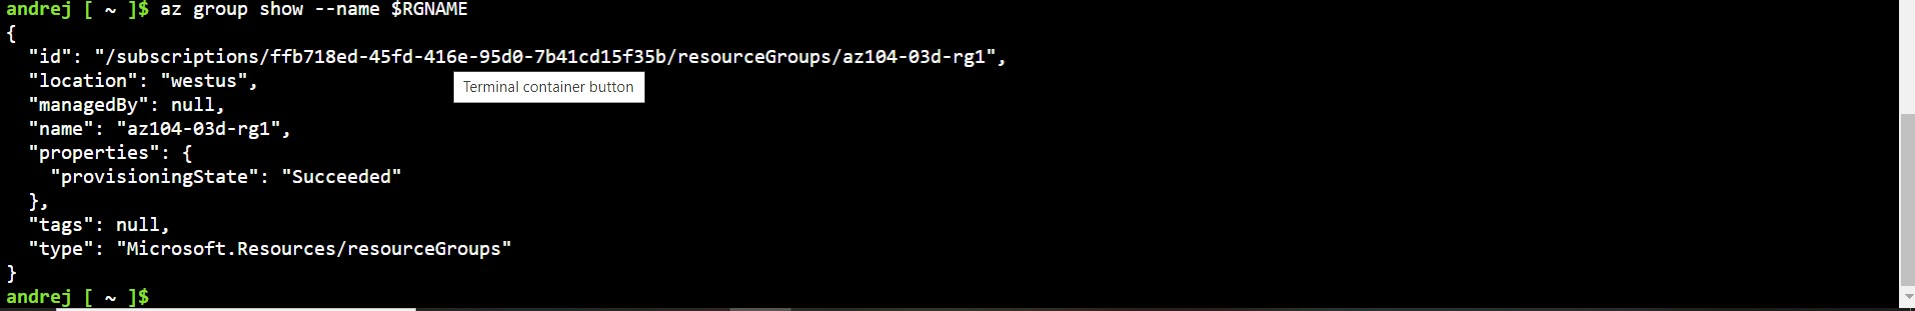 andrej [ ~ ]$ az group show --name $RGNAME
{
  "id": "/subscriptions/ffb718ed-45fd-416e-95d0-7b41cd15f35b/resourceGroups/az104-03d-rg1",
  "location": "westus",
Terminal container button
  "managedBy": null,
  "name": "az104-03d-rg1",
  "properties": {
    "provisioningState": "Succeeded"
  },
  "tags": null,
  "type": "Microsoft.Resources/resourceGroups"
}
andrej [ ~ ]$